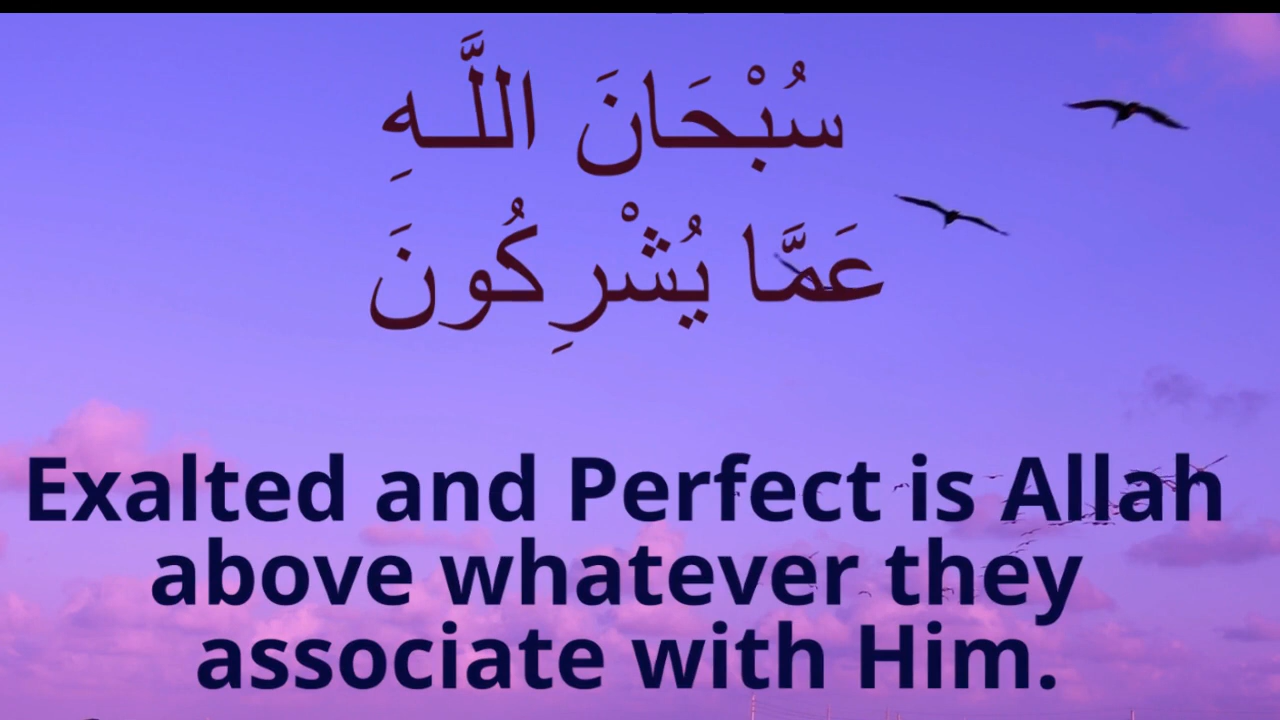 سُبْحَانَ اللَّـهِ
عَمَّا يُشْرِكُونَ
Exalted and Perfect is Allah
above whatever they
associate with Him.